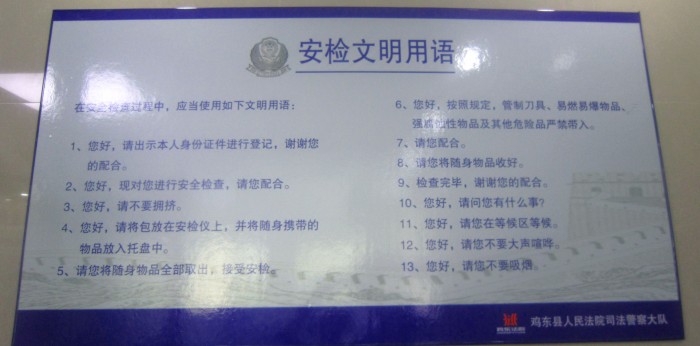 安检文明用语
在安全检查过程中，应当使用如下文明用语：
1、您好，请出示本人身份证件进行登记，谢谢您
的配合。
2、您好，现对您进行安全检查，请您配合。
3、您好，请不要拥挤。
4、您好，请将包放在安检仪上，并将随身携带的
物品放入托盘中。
5、请您将随身物品全部取出，接受安检。
6、您好，按照规定，管制刀具、易燃易爆物品、
强腐蚀性物品及其他危险品严禁带入。
7、请您配合。
8、请您将随身物品收好。
9、检查完毕，谢谢您的配合。
10、您好，请问您有什么事？
11、您好，请您在等候区等候。
12、您好，请您不要大声喧哗。
13、您好，请您不要吸烟。
鸡东法院
鸡东县人民法院司法警察大队